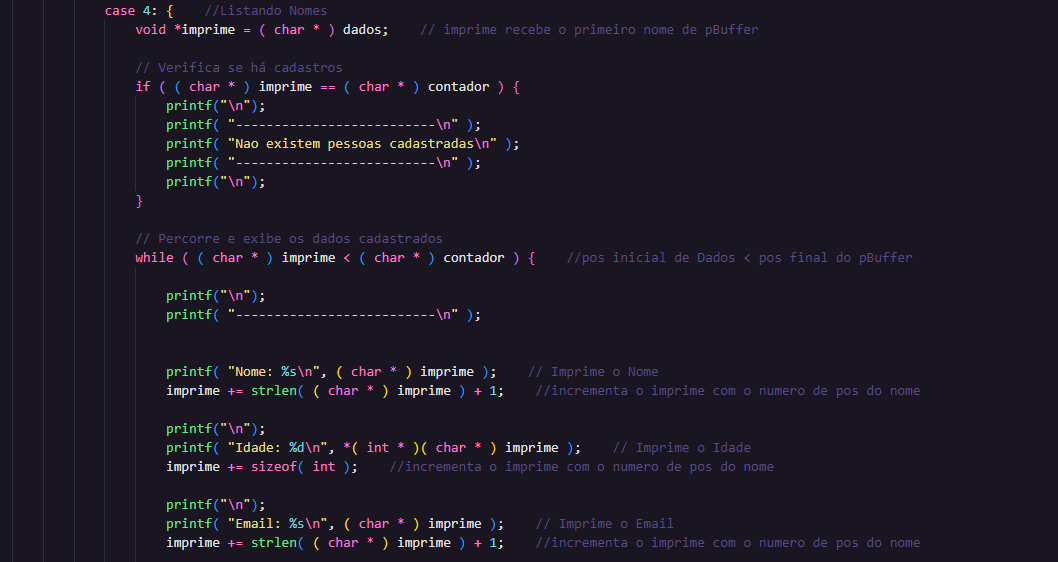 case 4: {    //Listando Nomes
void *imprime = ( char * ) dados;    // imprime recebe o primeiro nome de pBuffer
// Verifica se há cadastros
if ( ( char * ) imprime == ( char * ) contador ) {
printf("\n");
printf( "--------------------------\n" );
printf( "Nao existem pessoas cadastradas\n" );
printf( "--------------------------\n" );
printf("\n");
}
// Percorre e exibe os dados cadastrados
while ( ( char * ) imprime < ( char * ) contador ) {    //pos inicial de Dados < pos final do pBuffer
printf("\n");
printf( "--------------------------\n" );
printf( "Nome: %s\n", ( char * ) imprime );    // Imprime o Nome
imprime += strlen( ( char * ) imprime ) + 1;    //incrementa o imprime com o numero de pos do nome
printf("\n");
printf( "Idade: %d\n", *( int * )( char * ) imprime );    // Imprime o Idade
imprime += sizeof( int );    //incrementa o imprime com o numero de pos do nome
printf("\n");
printf( "Email: %s\n", ( char * ) imprime );    // Imprime o Email
imprime += strlen( ( char * ) imprime ) + 1;    //incrementa o imprime com o numero de pos do nome